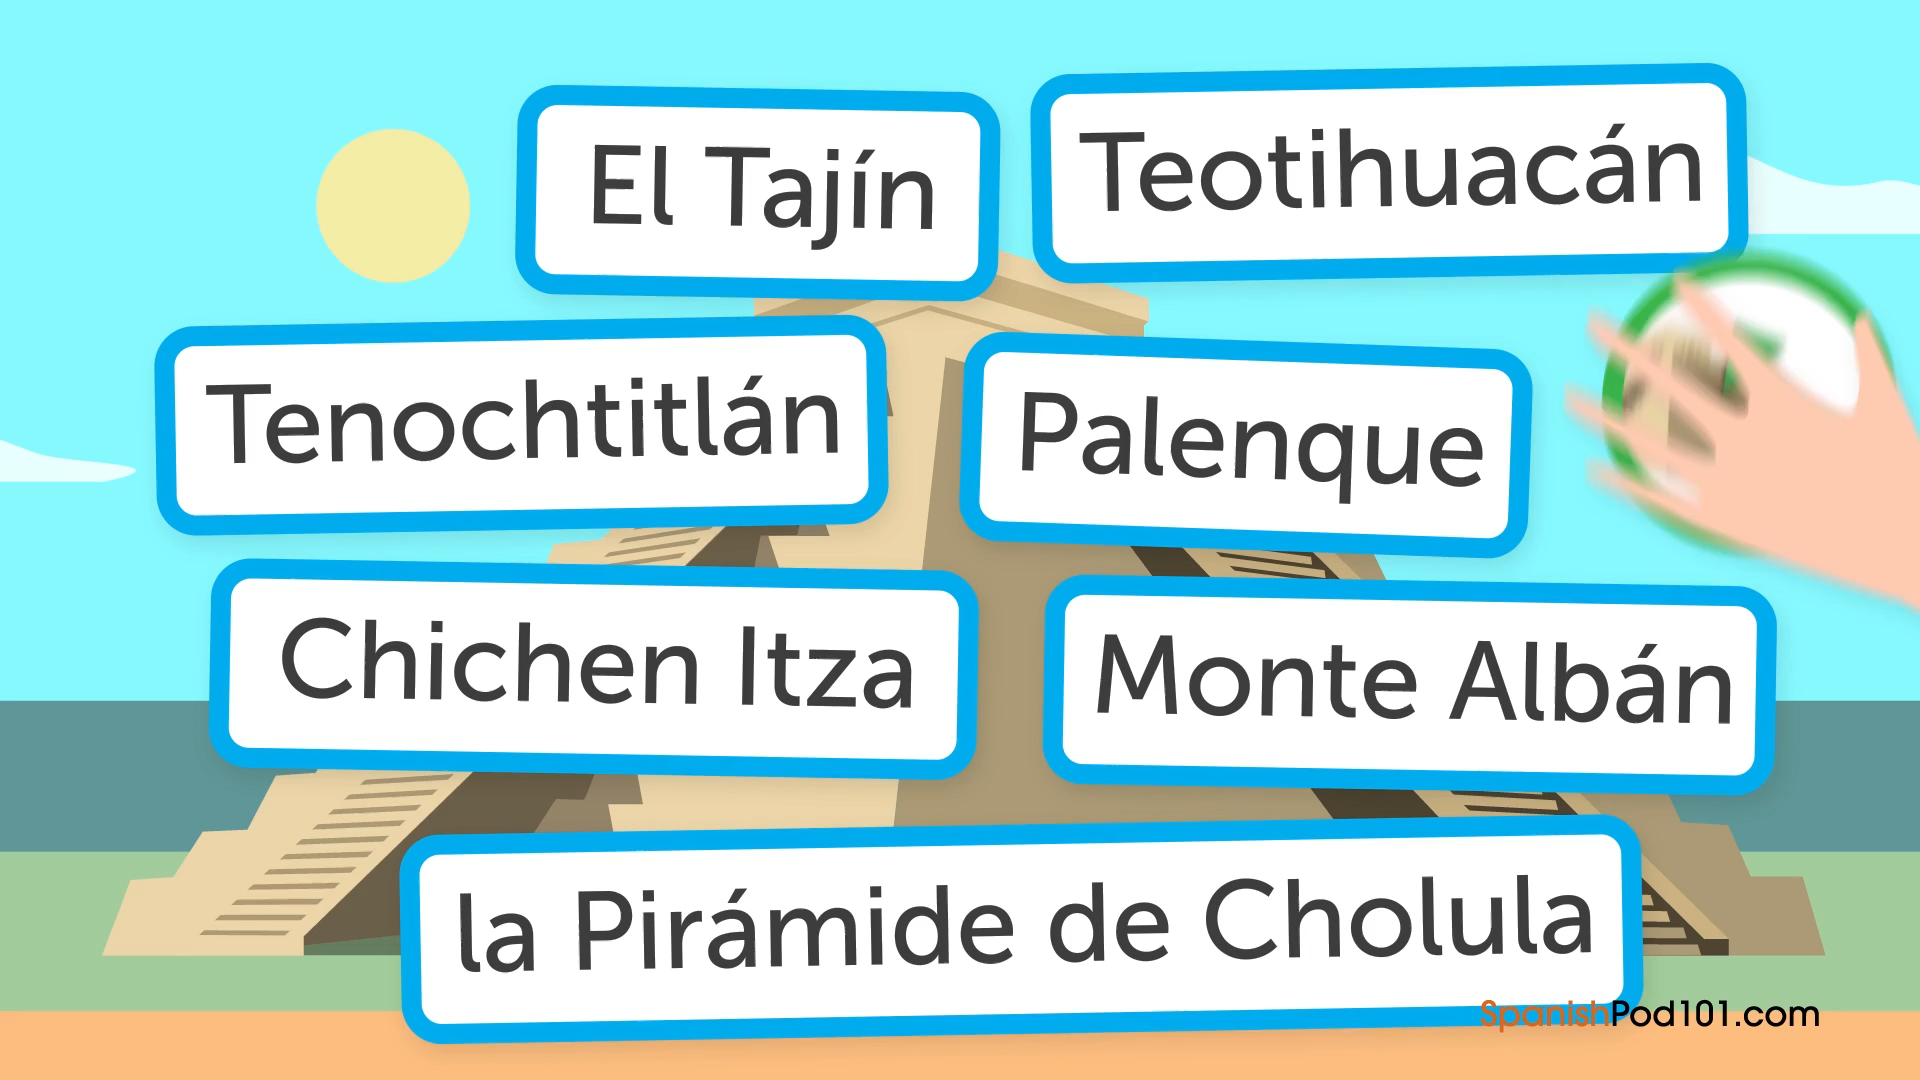 El Tajín
Teotihuacán
Tenochtitlán
Palenque
Chichen Itza
Monte Albán
la Pirámide de Cholula
SpanishPod101.com